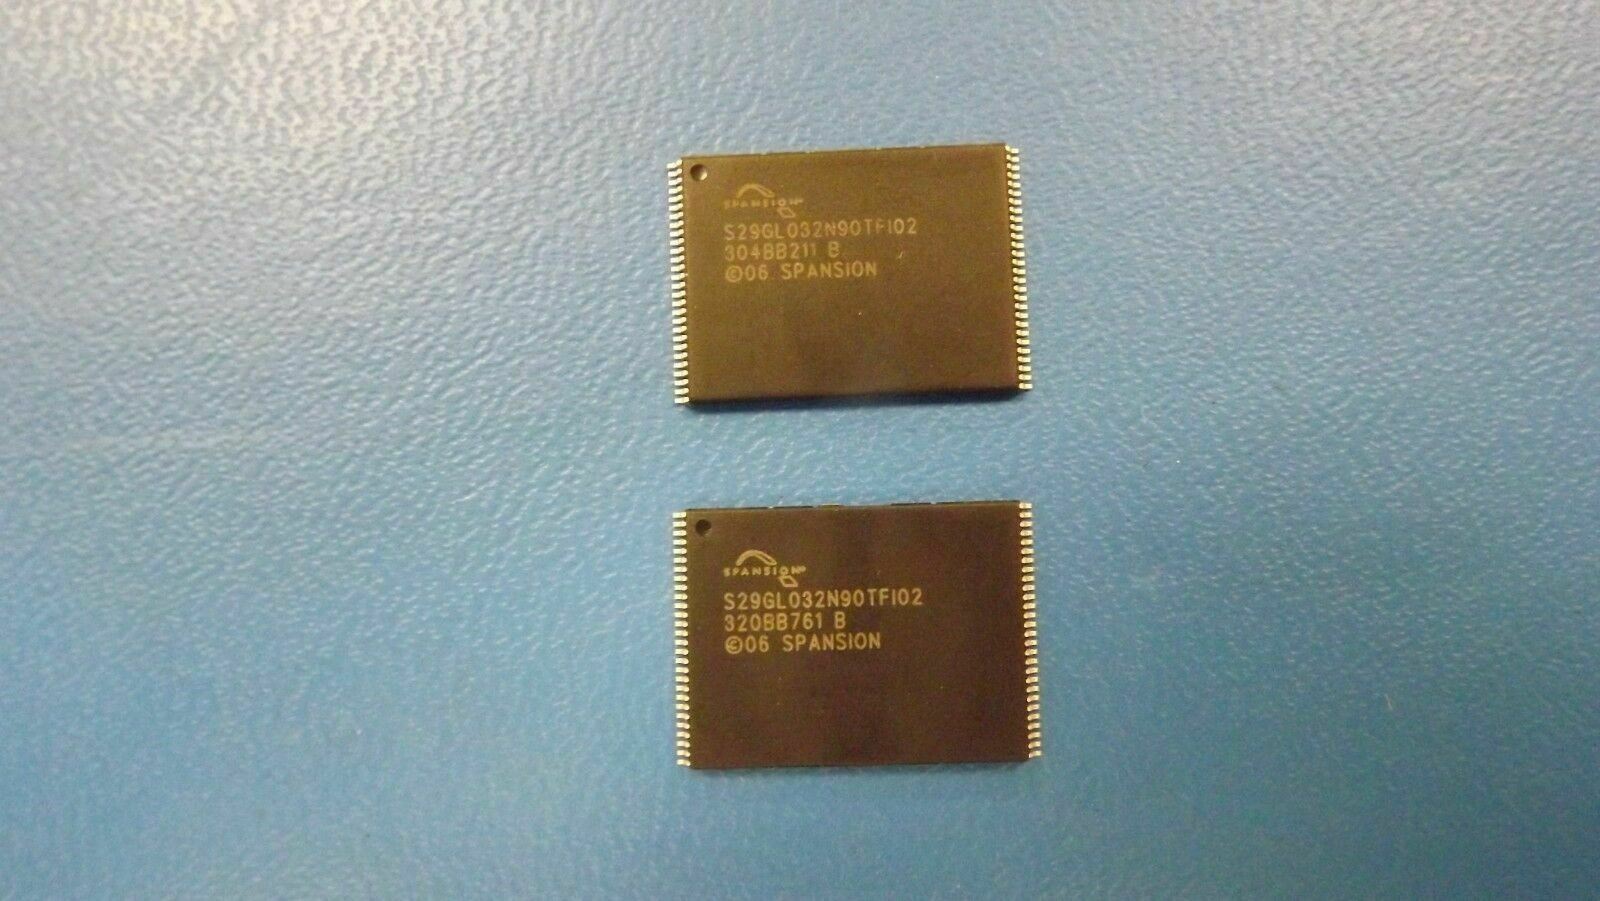 SPANSION
S29GL032N90TFI02
304BB211 B
©06 SPANSION
SPANSION
S29GL032N90TFI02
320BB761 B
©06 SPANSION